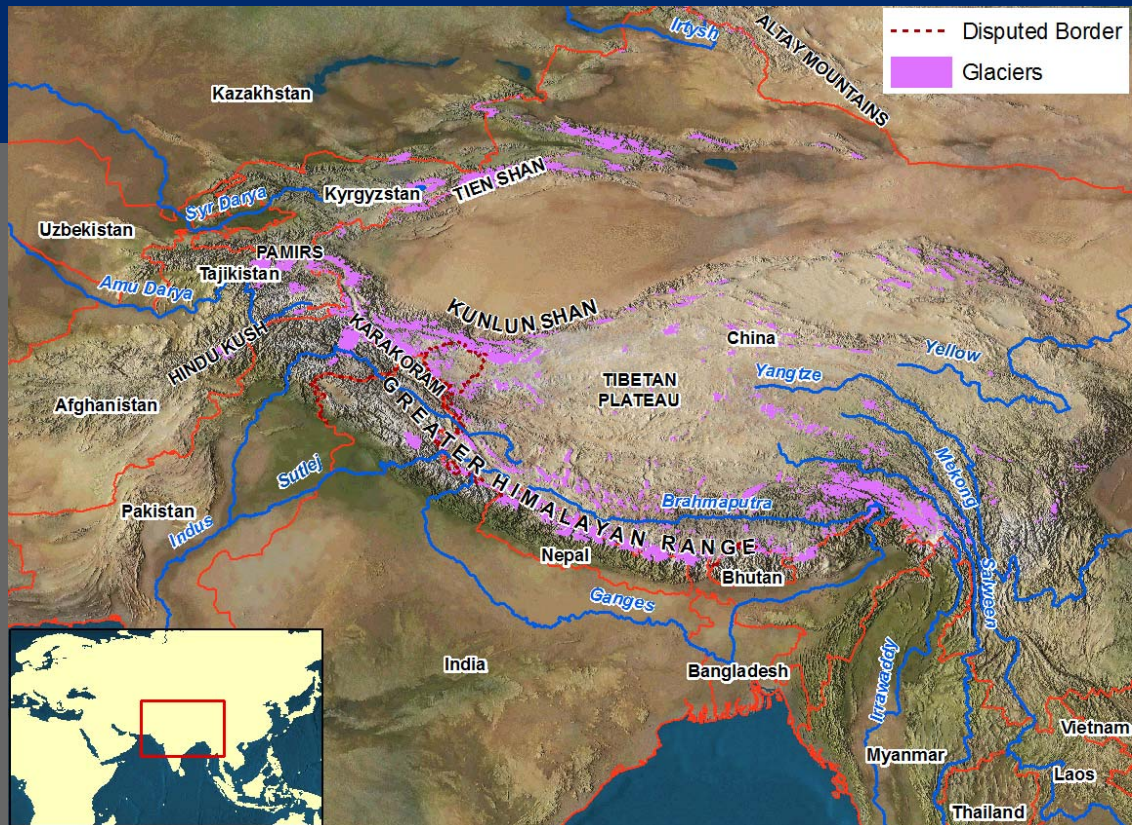 Irtysh
ALTAY MOUNTAINS
Disputed Border
Glaciers
Kazakhstan
Syr Darya
Kyrgyzstan
TIEN SHAN
Uzbekistan
PAMIRS
Tajikistan
Amu Darya
HINDU KUSH
KUNLUN SHAN
KARAKORAM
China
Yellow
Yangtze
TIBETAN
PLATEAU
Afghanistan
GREATER HIMALAYAN RANGE
Mekong
Sutlej
Indus
Pakistan
Brahmaputra
Nepal
Bhutan
Salween
Ganges
India
Bangladesh
Irrawaddy
Myanmar
Vietnam
Laos
Thailand